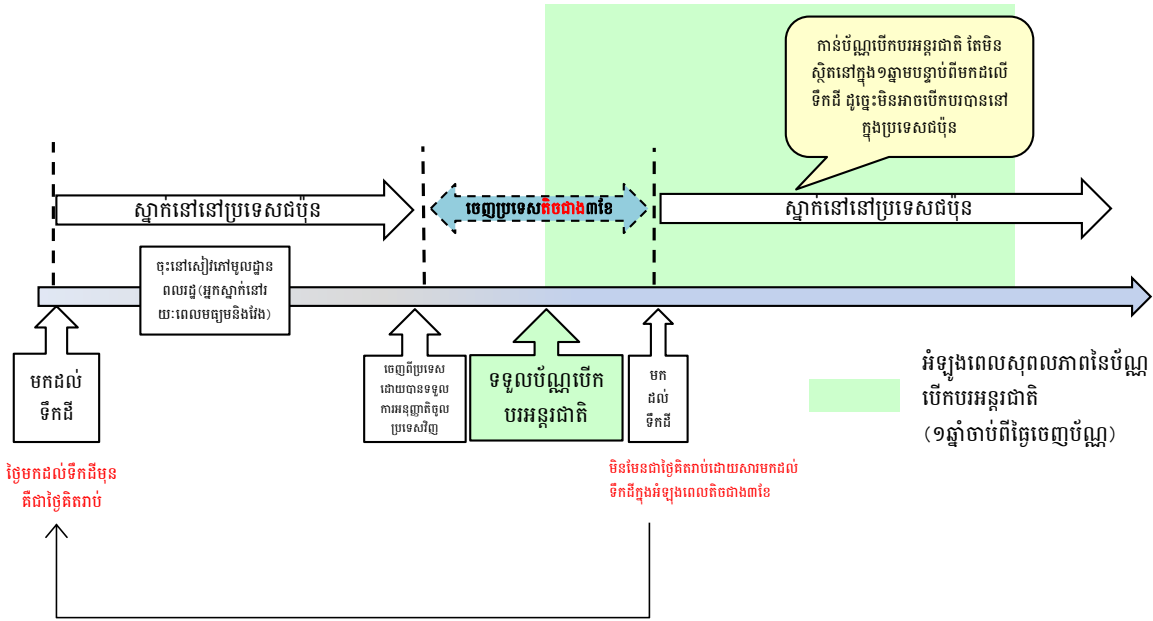 កាន់ប័ណ្ណបើកបរអន្តរជាតិ តែមិន
ស្ថិតនៅក្នុង១ឆ្នាមបន្ទាប់ពីមកដលើ
ទឹកដី ដូច្នេះមិនអាចបើកបរបាននៅ
ក្នុងប្រទេសជប៉ុន
ស្នាក់នៅនៅប្រទេសជប៉ុន
ចេញប្រទេសតិចជាង៣ខែ
ស្នាក់នៅនៅប្រទេសជប៉ុន
ចុះនៅសៀវភៅមូលដ្ឋាន
ពលរដ្ឋ(អ្នកស្នាក់នៅរ
យៈពេលមធ្យមនិងវែង)
មកដល់
ទឹកដី
ចេញពីប្រទេស
ដោយបានទទួល
ការអនុញ្ញាតិចូល
ប្រទេសវិញ
ទទួលប័ណ្ណបើក
បរអន្តរជាតិ
មក
ដល់
ទឹកដី
អំឡូងពេលសុពលភាពនៃប័ណ្ណ
បើកបរអន្តរជាតិ
(១ឆ្នាំចាប់ពីថ្ងៃចេញប័ណ្ណ)
ថ្ងៃមកដល់ទឹកដីមុន
គឺជាថ្ងៃគិតរាប់
មិនមែនជាថ្ងៃគិតរាប់ដោយសារមកដល់
ទឹកដីក្នុងអំឡុងពេលតិចជាង៣ខែ